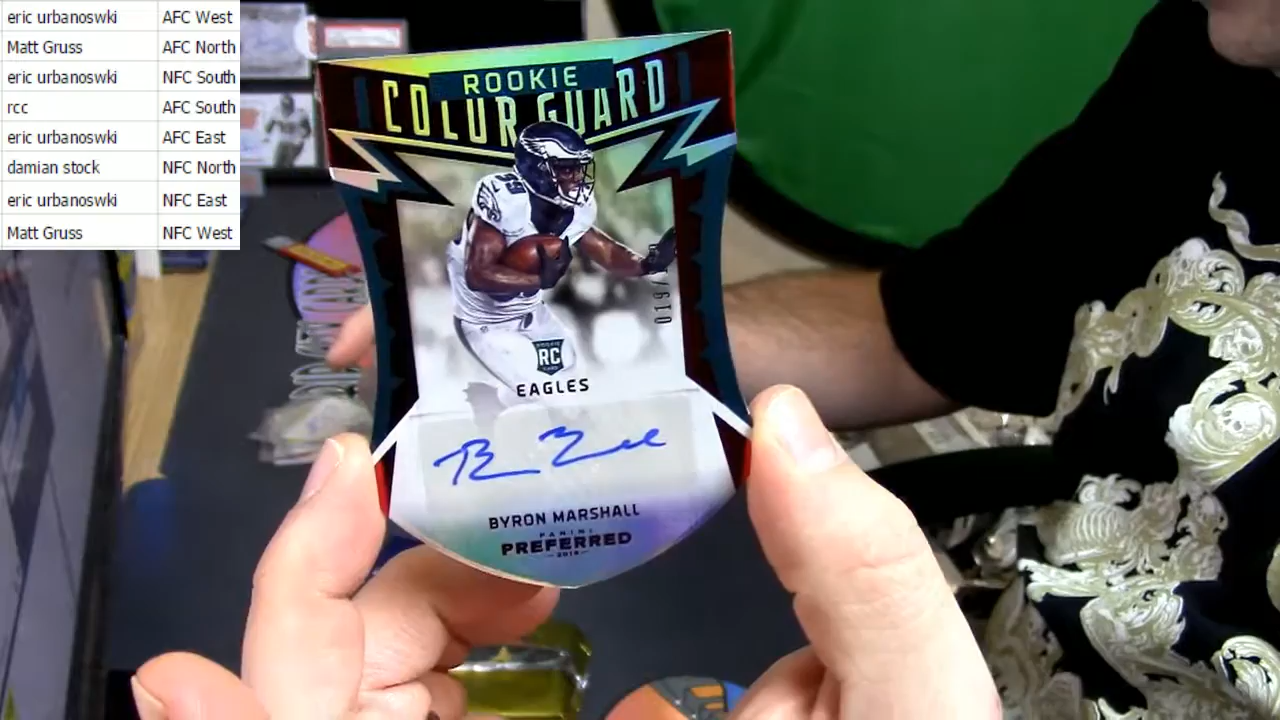 eric urbanoswki AFC West
Matt Gruss AFC North
eric urbanoswki NFC South
rcc AFC South
eric urbanoswki AFC East
damian stock NFC North
eric urbanoswki NFC East
Matt Gruss NFC West
ROOKIE
COLOR GUARD
019/
RC
EAGLES
BYRON MARSHALL
PANINI
PREFERRED
2016